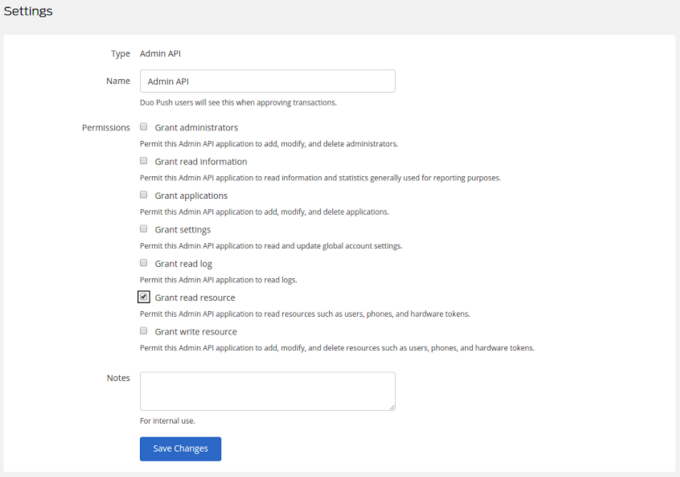 Settings
Type Admin API
Name Admin API
Duo Push users will see this when approving transactions.
Permissions Grant administrators
Permit this Admin API application to add, modify, and delete administrators.
Grant read information
Permit this Admin API application to read information and statistics generally used for reporting purposes.
Grant applications
Permit this Admin API application to add, modify, and delete applications.
Grant settings
Permit this Admin API application to read and update global account settings.
Grant read log
Permit this Admin API application to read logs.
Grant read resource
Permit this Admin API application to read resources such as users, phones, and hardware tokens.
Grant write resource
Permit this Admin API application to add, modify, and delete resources such as users, phones, and hardware tokens.
Notes
For internal use.
Save Changes